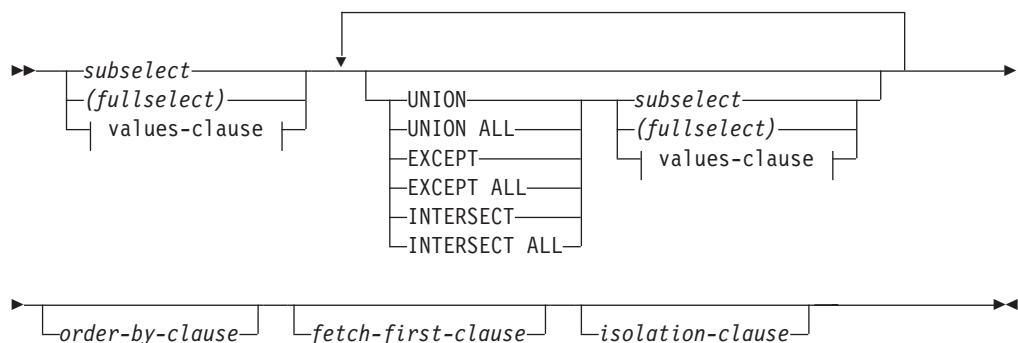 subselect
(fullselect)
values-clause
UNION
UNION ALL
EXCEPT
EXCEPT ALL
INTERSECT
INTERSECT ALL
subselect
(fullselect)
values-clause
order-by-clause
fetch-first-clause
isolation-clause